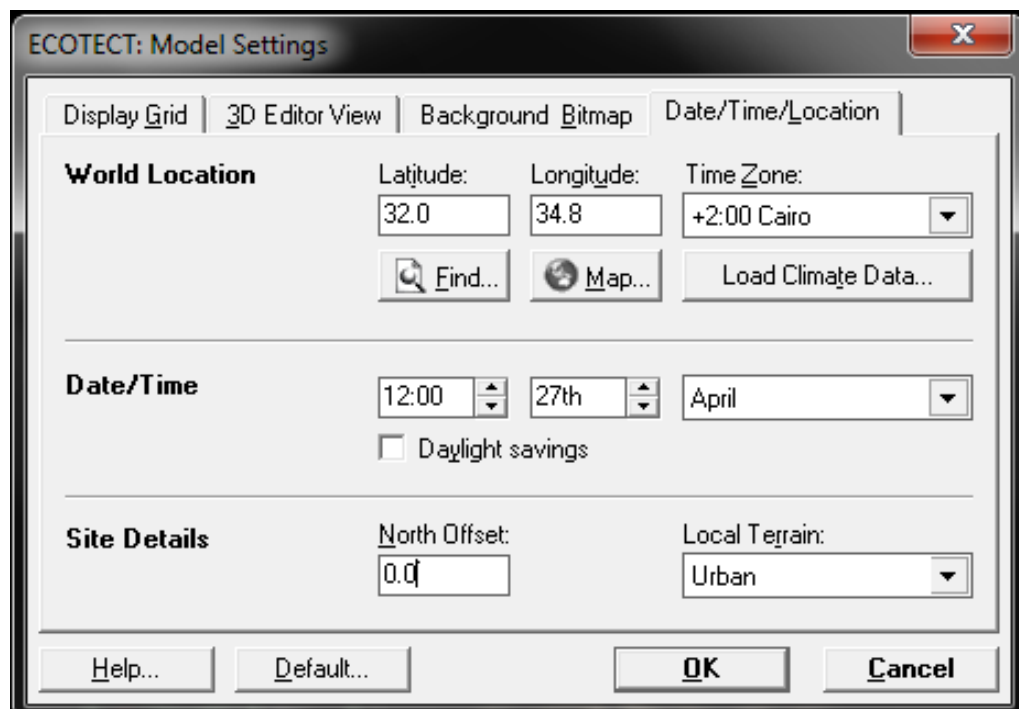 ECOTECT: Model Settings
Display Grid 3D Editor View Background Bitmap Date/Time/Location
World Location Latitude: Longitude: Time Zone:
32.0 34.8 +2:00 Cairo
Find... Map... Load Climate Data...
Date/Time 12:00 27th April
Daylight savings
Site Details North Offset: Local Terrain:
0.0 Urban
Help... Default... OK Cancel